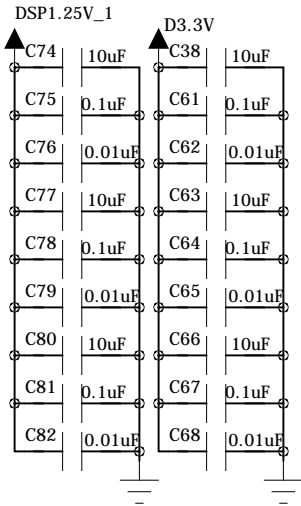 DSP1.25V_1 D3.3V
C74 10uF C38 10uF
C75 0.1uF C61 0.1uF
C76 0.01uF C62 0.01uF
C77 10uF C63 10uF
C78 0.1uF C64 0.1uF
C79 0.01uF C65 0.01uF
C80 10uF C66 10uF
C81 0.1uF C67 0.1uF
C82 0.01uF C68 0.01uF